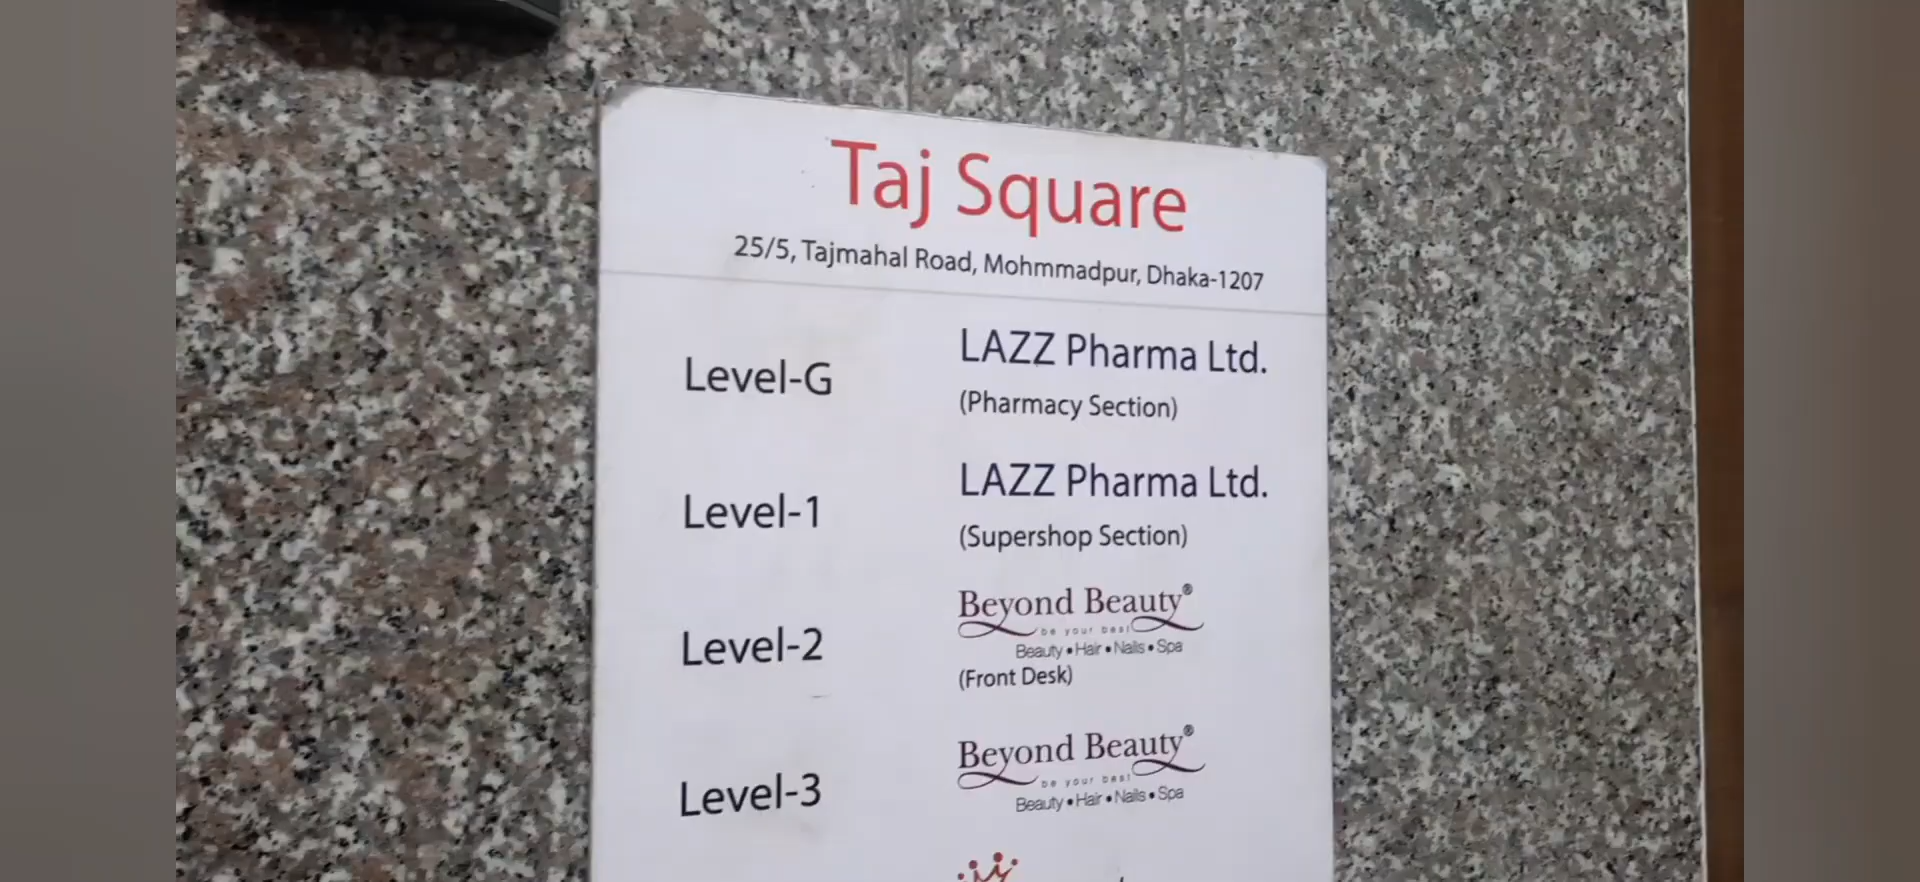 Taj Square
25/5, Tajmahal Road, Mohmmadpur, Dhaka-1207
Level-G
LAZZ Pharma Ltd.
(Pharmacy Section)
Level-1
LAZZ Pharma Ltd.
(Supershop Section)
Level-2
Beyond Beauty®
be your best
Beauty • Hair • Nails • Spa
(Front Desk)
Level-3
Beyond Beauty®
be your best
Beauty • Hair • Nails • Spa